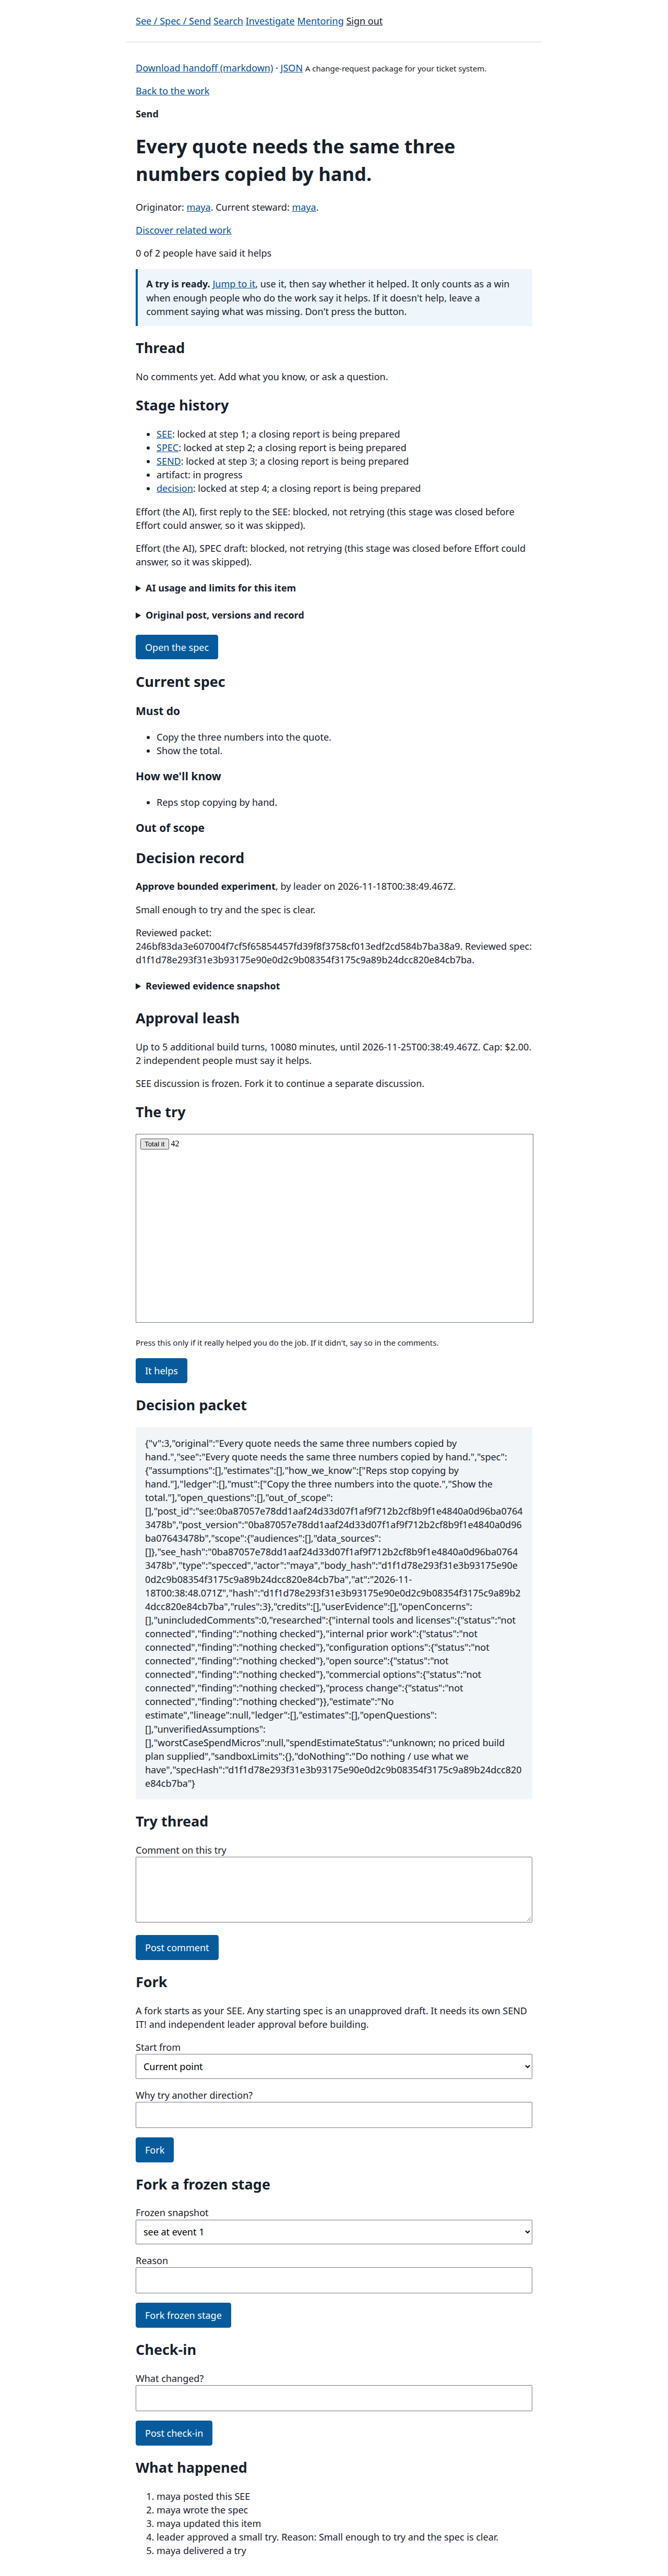 See / Spec / Send Search Investigate Mentoring Sign out
Download handoff (markdown) · JSON A change-request package for your ticket system.
Back to the work
Send
Every quote needs the same three
numbers copied by hand.
Originator: maya. Current steward: maya.
Discover related work
0 of 2 people have said it helps
A try is ready. Jump to it, use it, then say whether it helped. It only counts as a win
when enough people who do the work say it helps. If it doesn't help, leave a
comment saying what was missing. Don't press the button.
Thread
No comments yet. Add what you know, or ask a question.
Stage history
SEE: locked at step 1; a closing report is being prepared
SPEC: locked at step 2; a closing report is being prepared
SEND: locked at step 3; a closing report is being prepared
artifact: in progress
decision: locked at step 4; a closing report is being prepared
Effort (the AI), first reply to the SEE: blocked, not retrying (this stage was closed before
Effort could answer, so it was skipped).
Effort (the AI), SPEC draft: blocked, not retrying (this stage was closed before Effort could
answer, so it was skipped).
AI usage and limits for this item
Original post, versions and record
Open the spec
Current spec
Must do
Copy the three numbers into the quote.
Show the total.
How we'll know
Reps stop copying by hand.
Out of scope
Decision record
Approve bounded experiment, by leader on 2026-11-18T00:38:49.467Z.
Small enough to try and the spec is clear.
Reviewed packet:
246bf83da3e607004f7cf5f65854457fd39f8f3758cf013edf2cd584b7ba38a9. Reviewed spec:
d1f1d78e293f31e3b93175e90e0d2c9b08354f3175c9a89b24dcc820e84cb7ba.
Reviewed evidence snapshot
Approval leash
Up to 5 additional build turns, 10080 minutes, until 2026-11-25T00:38:49.467Z. Cap: $2.00.
2 independent people must say it helps.
SEE discussion is frozen. Fork it to continue a separate discussion.
The try
Total it 42
Press this only if it really helped you do the job. If it didn't, say so in the comments.
It helps
Decision packet
{"v":3,"original":"Every quote needs the same three numbers copied by
hand.","see":"Every quote needs the same three numbers copied by hand.","spec":
{"assumptions":[],"estimates":[],"how_we_know":["Reps stop copying by
hand."],"ledger":[],"must":["Copy the three numbers into the quote.","Show the
total."],"open_questions":[],"out_of_scope":
[],"post_id":"see:0ba87057e78dd1aaf24d33d07f1af9f712b2cf8b9f1e4840a0d96ba0764
3478b","post_version":"0ba87057e78dd1aaf24d33d07f1af9f712b2cf8b9f1e4840a0d96
ba07643478b","scope":{"audiences":[],"data_sources":
[]},"see_hash":"0ba87057e78dd1aaf24d33d07f1af9f712b2cf8b9f1e4840a0d96ba0764
3478b","type":"specced","actor":"maya","body_hash":"d1f1d78e293f31e3b93175e90e
0d2c9b08354f3175c9a89b24dcc820e84cb7ba","at":"2026-11-
18T00:38:48.071Z","hash":"d1f1d78e293f31e3b93175e90e0d2c9b08354f3175c9a89b2
4dcc820e84cb7ba","rules":3},"credits":[],"userEvidence":[],"openConcerns":
[],"unincludedComments":0,"researched":{"internal tools and licenses":{"status":"not
connected","finding":"nothing checked"},"internal prior work":{"status":"not
connected","finding":"nothing checked"},"configuration options":{"status":"not
connected","finding":"nothing checked"},"open source":{"status":"not
connected","finding":"nothing checked"},"commercial options":{"status":"not
connected","finding":"nothing checked"},"process change":{"status":"not
connected","finding":"nothing checked"}},"estimate":"No
estimate","lineage":null,"ledger":[],"estimates":[],"openQuestions":
[],"unverifiedAssumptions":
[],"worstCaseSpendMicros":null,"spendEstimateStatus":"unknown; no priced build
plan supplied","sandboxLimits":{},"doNothing":"Do nothing / use what we
have","specHash":"d1f1d78e293f31e3b93175e90e0d2c9b08354f3175c9a89b24dcc820
e84cb7ba"}
Try thread
Comment on this try
Post comment
Fork
A fork starts as your SEE. Any starting spec is an unapproved draft. It needs its own SEND
IT! and independent leader approval before building.
Start from
Current point
Why try another direction?
Fork
Fork a frozen stage
Frozen snapshot
see at event 1
Reason
Fork frozen stage
Check-in
What changed?
Post check-in
What happened
1. maya posted this SEE
2. maya wrote the spec
3. maya updated this item
4. leader approved a small try. Reason: Small enough to try and the spec is clear.
5. maya delivered a try